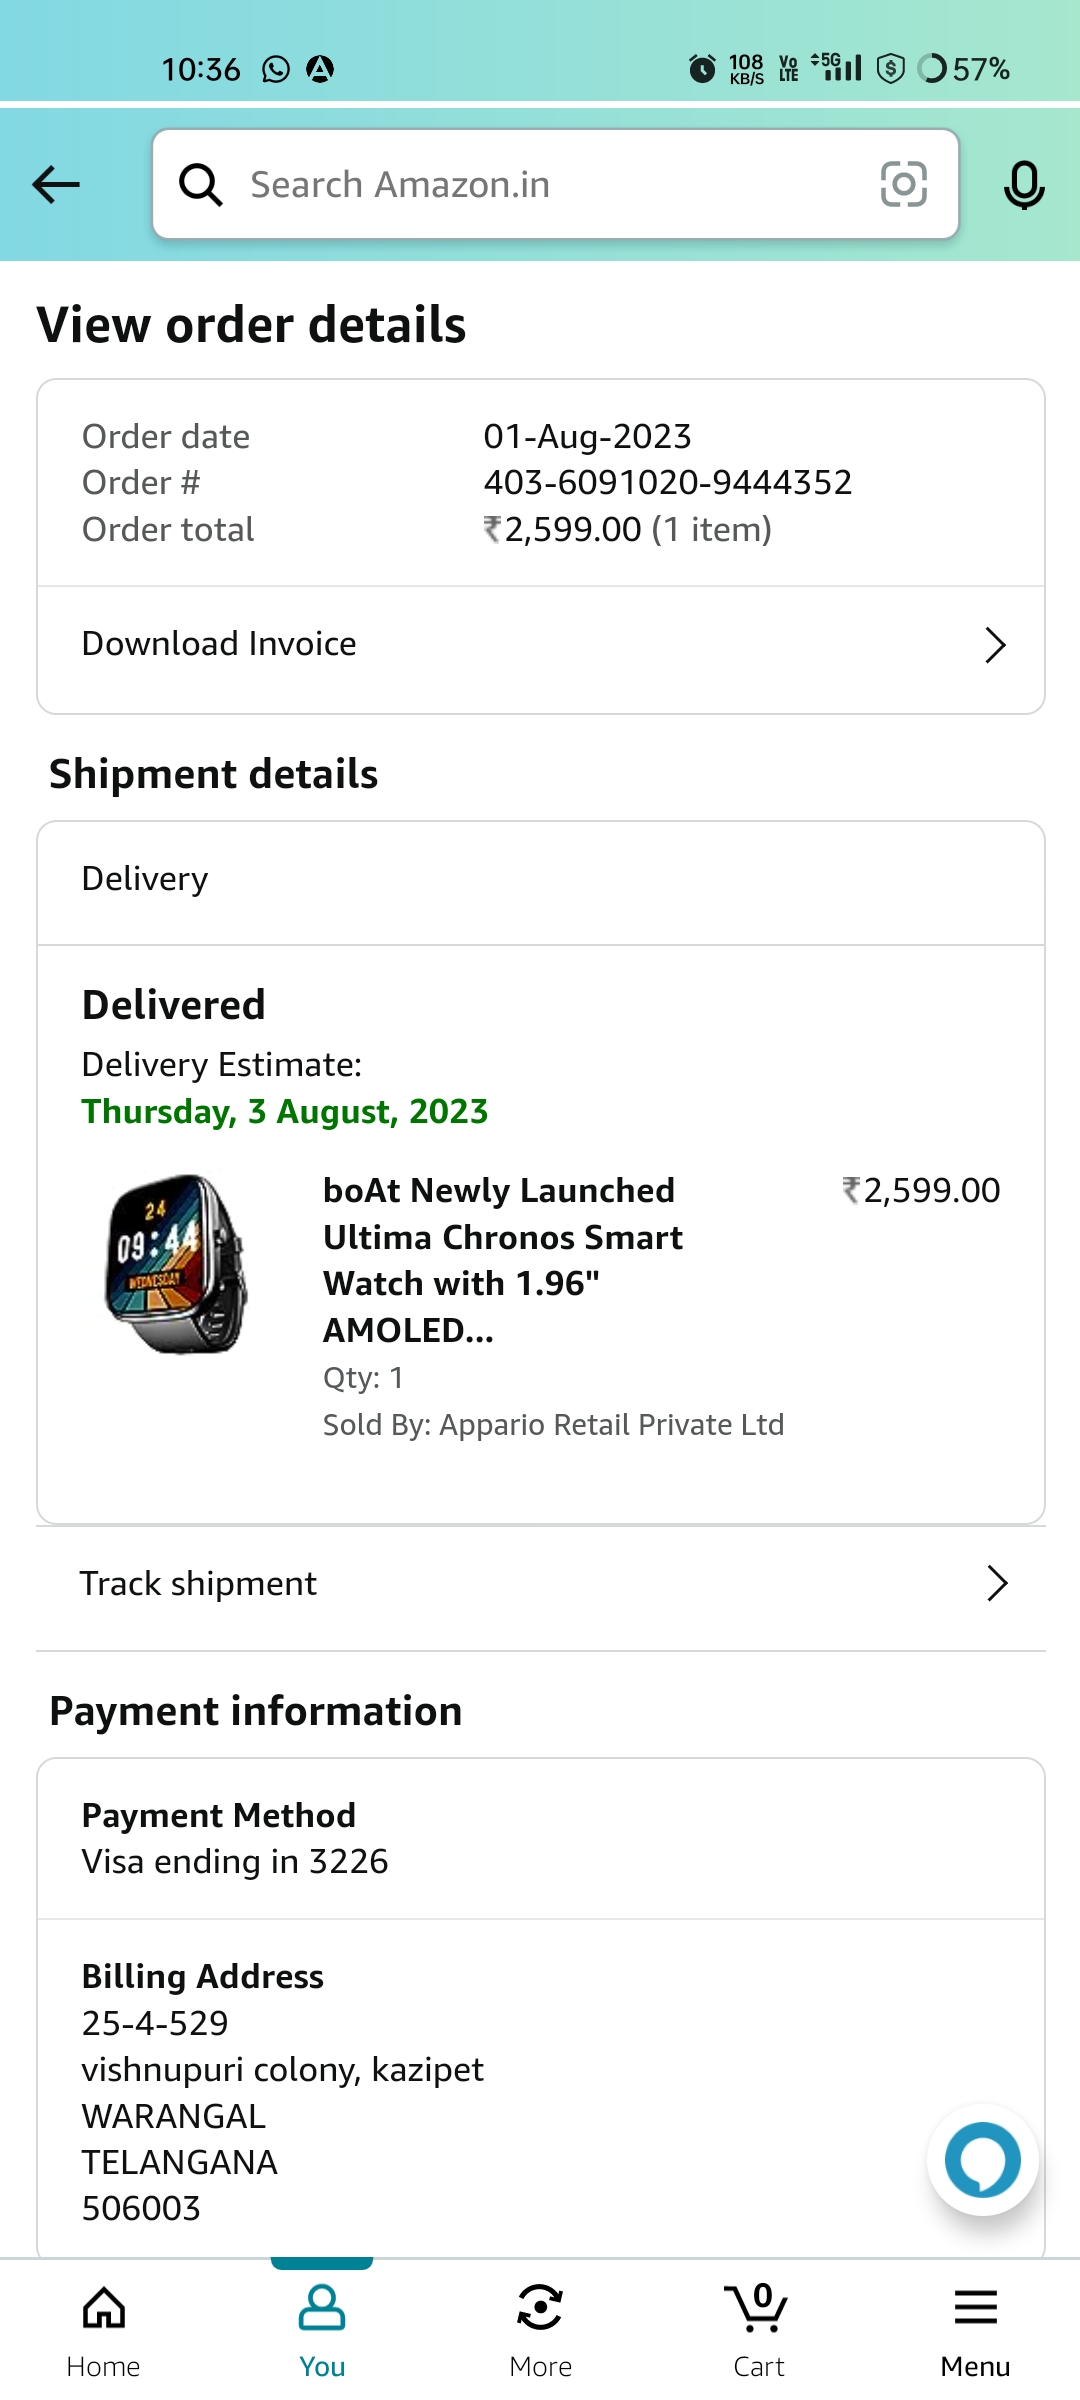 10:36
108 KB/S
Vo LTE
5G
57%
Search Amazon.in
View order details
Order date 01-Aug-2023
Order # 403-6091020-9444352
Order total ₹2,599.00 (1 item)
Download Invoice
Shipment details
Delivery
Delivered
Delivery Estimate:
Thursday, 3 August, 2023
24
09:44
WEDNESDAY
boAt Newly Launched ₹2,599.00
Ultima Chronos Smart
Watch with 1.96"
AMOLED...
Qty: 1
Sold By: Appario Retail Private Ltd
Track shipment
Payment information
Payment Method
Visa ending in 3226
Billing Address
25-4-529
vishnupuri colony, kazipet
WARANGAL
TELANGANA
506003
0
Home You More Cart Menu